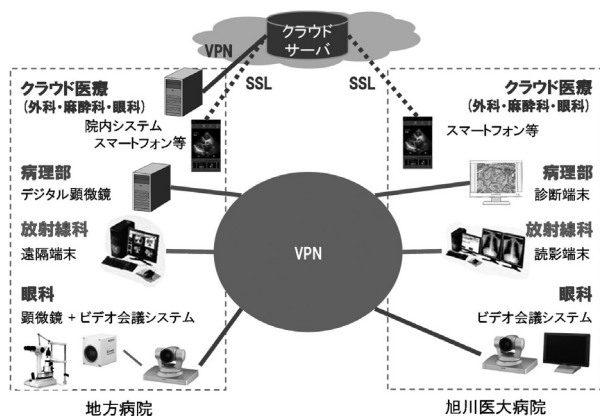 クラウド
サーバ
VPN
SSL
SSL
クラウド医療
(外科・麻酔科・眼科)
院内システム
スマートフォン等
病理部
デジタル顕微鏡
放射線科
遠隔端末
眼科
顕微鏡 + ビデオ会議システム
地方病院
VPN
クラウド医療
(外科・麻酔科・眼科)
スマートフォン等
病理部
診断端末
放射線科
読影端末
眼科
ビデオ会議システム
旭川医大病院